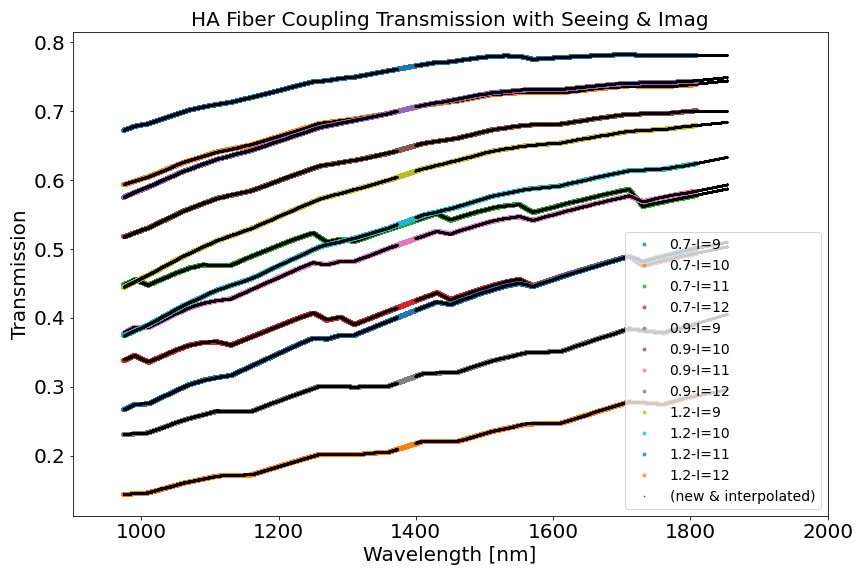 HA Fiber Coupling Transmission with Seeing & Imag
0.8
0.7
0.6
0.5
0.4
0.3
0.2
Transmission
0.7-I=9
0.7-I=10
0.7-I=11
0.7-I=12
0.9-I=9
0.9-I=10
0.9-I=11
0.9-I=12
1.2-I=9
1.2-I=10
1.2-I=11
1.2-I=12
(new & interpolated)
1000 1200 1400 1600 1800 2000
Wavelength [nm]